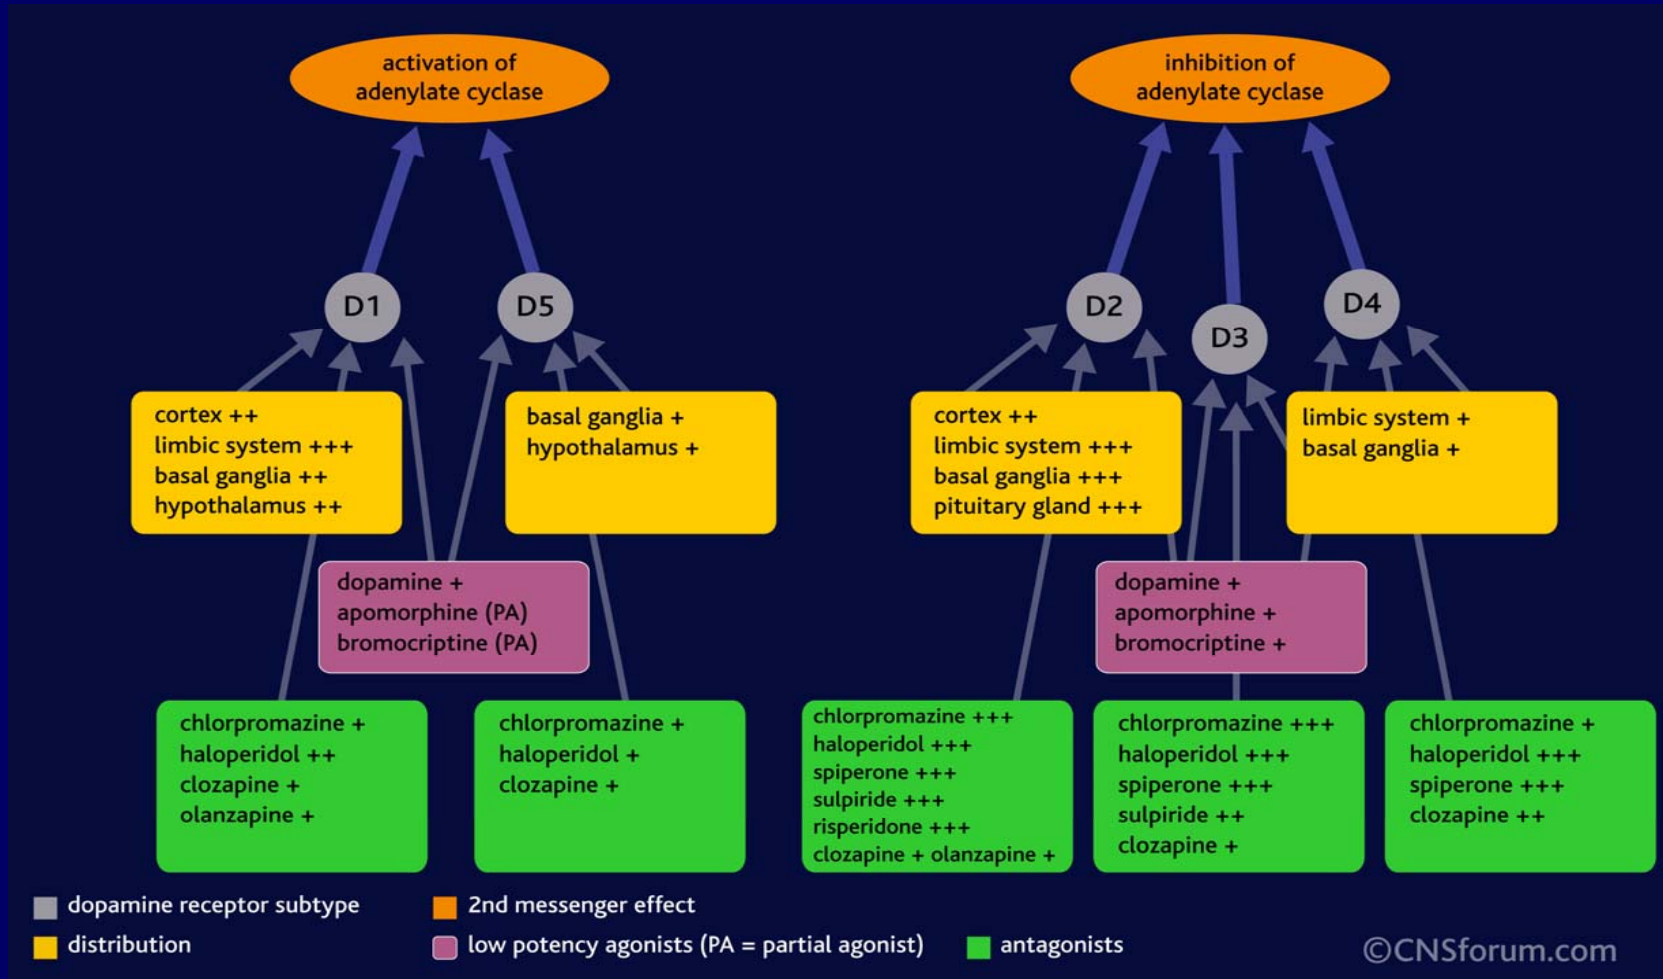 activation of
adenylate cyclase
inhibition of
adenylate cyclase
D1
D5
D2
D3
D4
cortex ++
limbic system +++
basal ganglia ++
hypothalamus ++
basal ganglia +
hypothalamus +
cortex ++
limbic system +++
basal ganglia +++
pituitary gland +++
limbic system +
basal ganglia +
dopamine +
apomorphine (PA)
bromocriptine (PA)
dopamine +
apomorphine +
bromocriptine +
chlorpromazine +
haloperidol ++
clozapine +
olanzapine +
chlorpromazine +
haloperidol +
clozapine +
chlorpromazine +++
haloperidol +++
spiperone +++
sulpiride +++
risperidone +++
clozapine + olanzapine +
chlorpromazine +++
haloperidol +++
spiperone +++
sulpiride ++
clozapine +
chlorpromazine +
haloperidol +++
spiperone +++
clozapine ++
dopamine receptor subtype
2nd messenger effect
distribution
low potency agonists (PA = partial agonist)
antagonists
©CNSforum.com